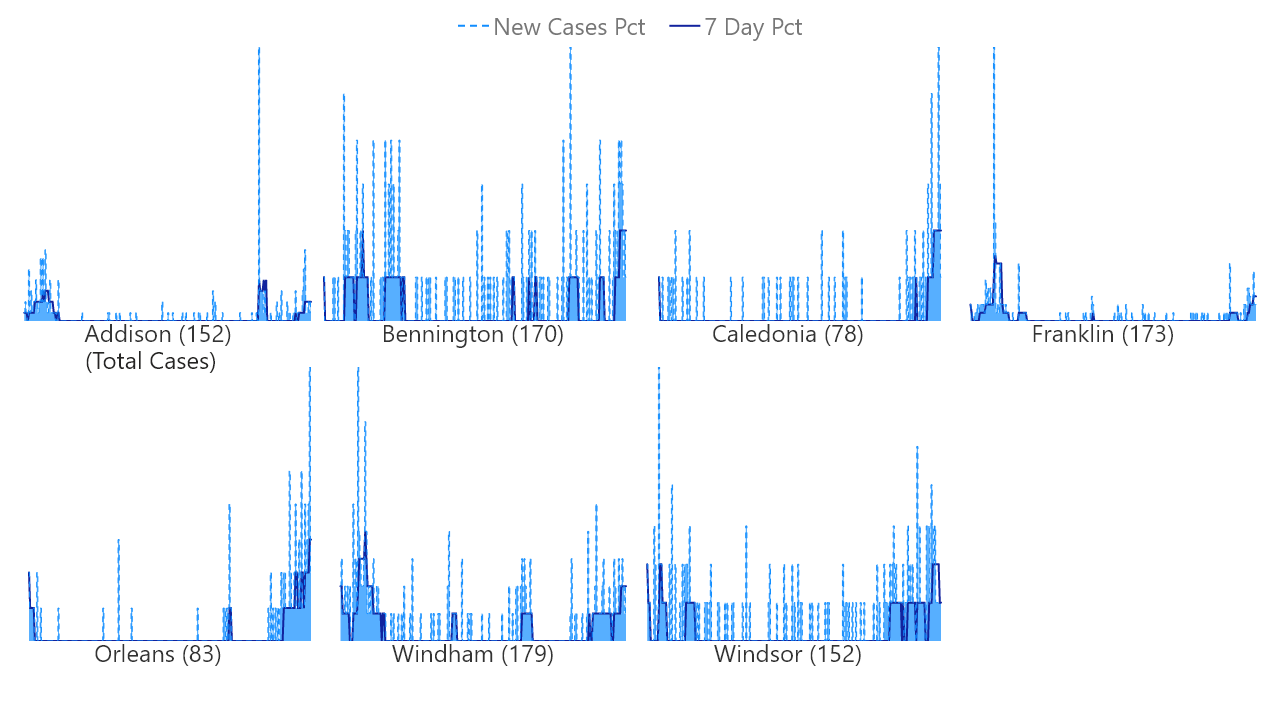 New Cases Pct 7 Day Pct
Addison (152)
(Total Cases)
Bennington (170)
Caledonia (78)
Franklin (173)
Orleans (83)
Windham (179)
Windsor (152)